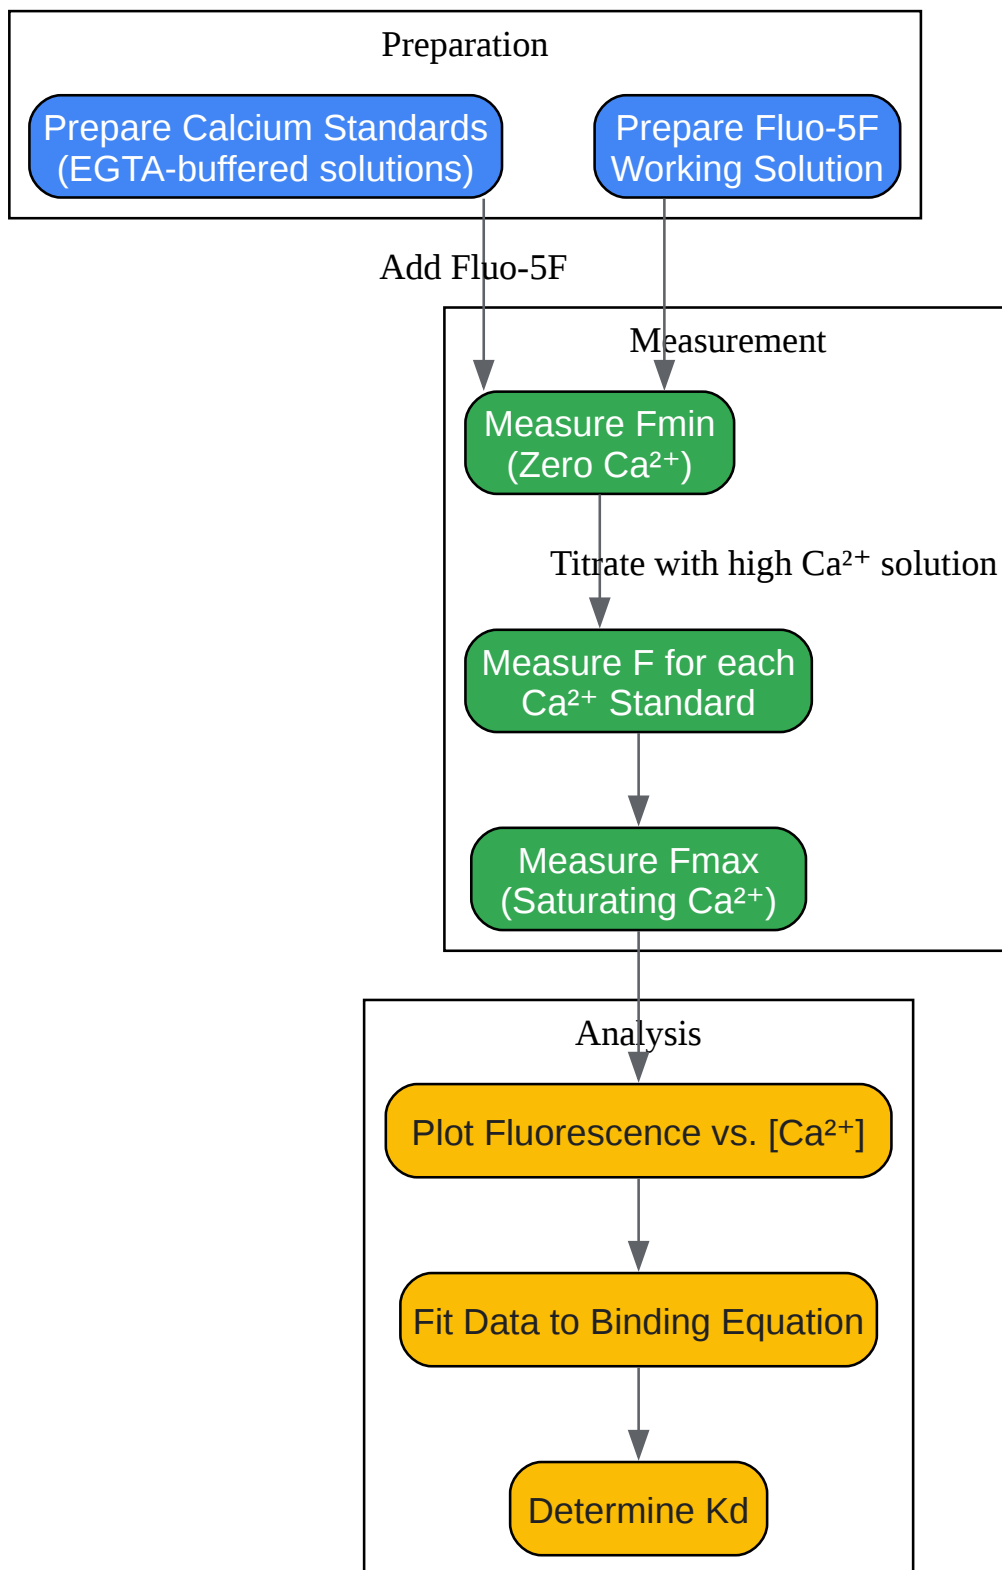 Preparation
Prepare Calcium Standards
(EGTA-buffered solutions)
Prepare Fluo-5F
Working Solution
Add Fluo-5F
Measurement
Measure Fmin
(Zero Ca²⁺)
Titrate with high Ca²⁺ solution
Measure F for each
Ca²⁺ Standard
Measure Fmax
(Saturating Ca²⁺)
Analysis
Plot Fluorescence vs. [Ca²⁺]
Fit Data to Binding Equation
Determine Kd